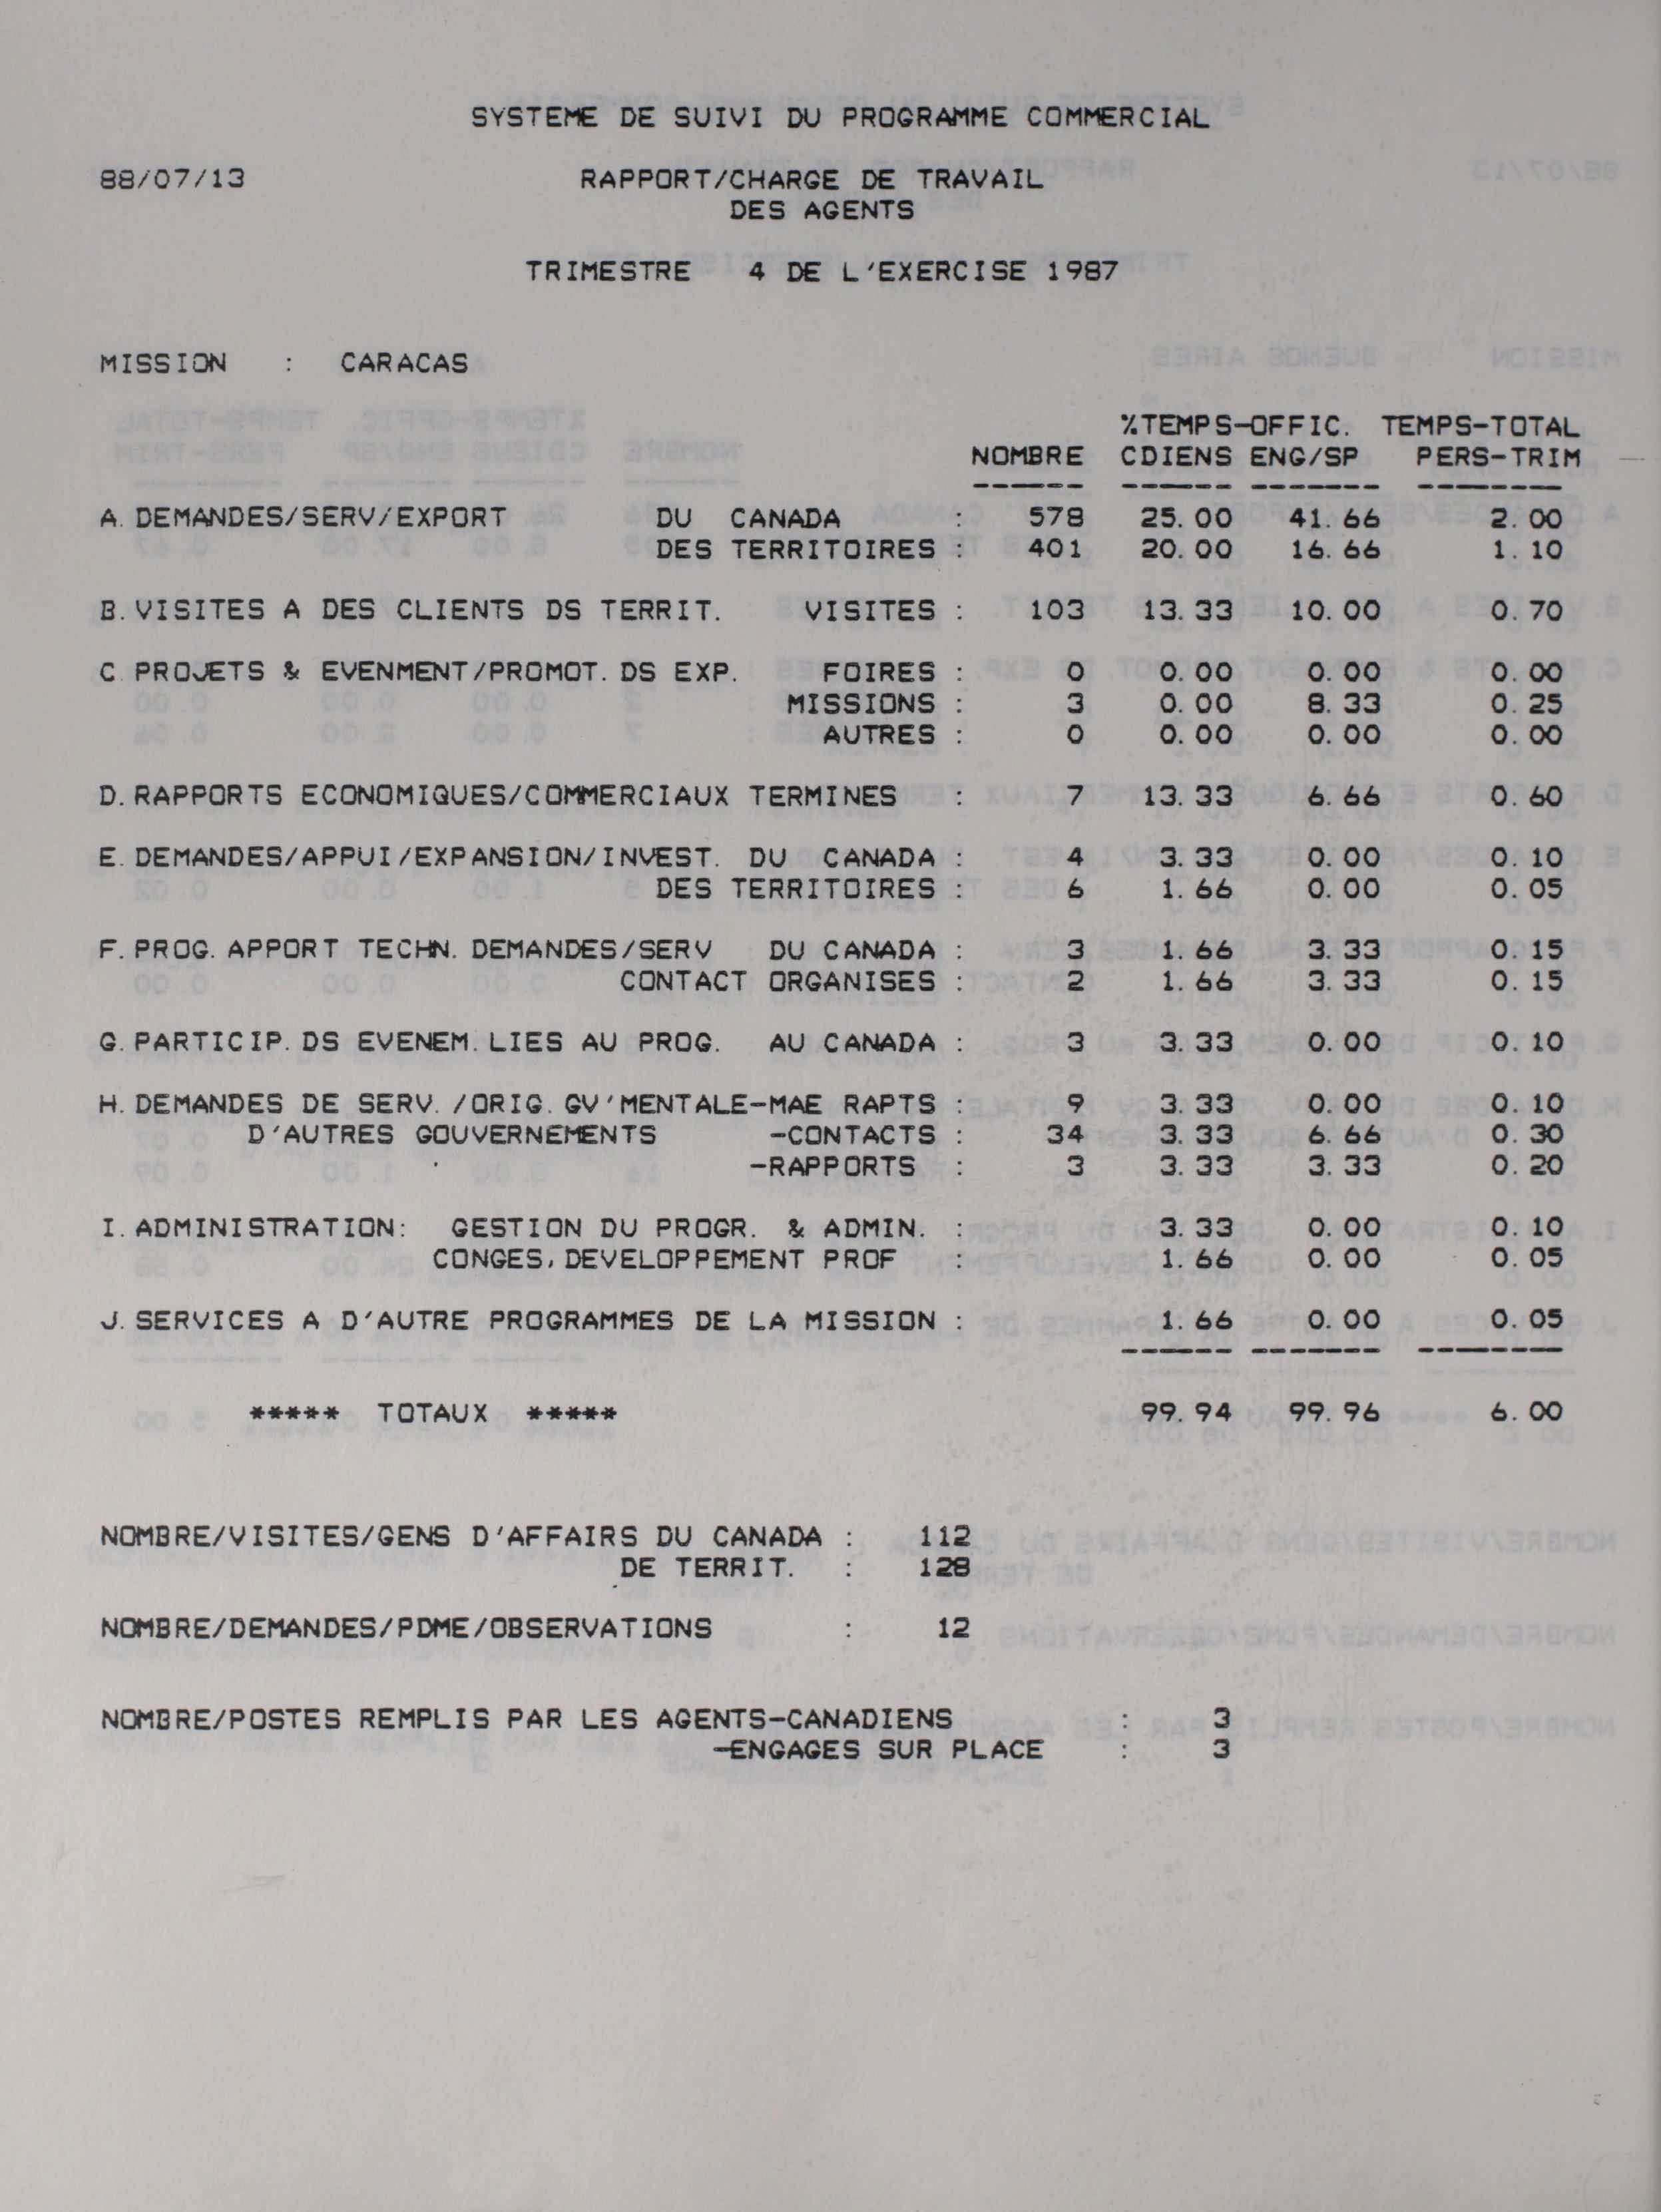 SYSTEME DE SUIVI DU PROGRAMME COMMERCIAL
88/07/13 RAPPORT/CHARGE DE TRAVAIL
DES AGENTS
TRIMESTRE 4 DE L'EXERCISE 1987
MISSION : CARACAS
%TEMPS-OFFIC. TEMPS-TOTAL
NOMBRE CDIENS ENG/SP PERS-TRIM
------ ------ ------- --------
A. DEMANDES/SERV/EXPORT DU CANADA : 578 25.00 41.66 2.00
DES TERRITOIRES : 401 20.00 16.66 1.10
B. VISITES A DES CLIENTS DS TERRIT. VISITES : 103 13.33 10.00 0.70
C PROJETS & EVENMENT/PROMOT. DS EXP. FOIRES : 0 0.00 0.00 0.00
MISSIONS : 3 0.00 8.33 0.25
AUTRES : 0 0.00 0.00 0.00
D. RAPPORTS ECONOMIQUES/COMMERCIAUX TERMINES : 7 13.33 6.66 0.60
E. DEMANDES/APPUI/EXPANSION/INVEST. DU CANADA : 4 3.33 0.00 0.10
DES TERRITOIRES : 6 1.66 0.00 0.05
F. PROG. APPORT TECHN. DEMANDES/SERV DU CANADA : 3 1.66 3.33 0.15
CONTACT ORGANISES : 2 1.66 3.33 0.15
G. PARTICIP. DS EVENEM. LIES AU PROG. AU CANADA : 3 3.33 0.00 0.10
H. DEMANDES DE SERV. /ORIG. GV'MENTALE-MAE RAPTS : 9 3.33 0.00 0.10
D'AUTRES GOUVERNEMENTS -CONTACTS : 34 3.33 6.66 0.30
-RAPPORTS : 3 3.33 3.33 0.20
I. ADMINISTRATION: GESTION DU PROGR. & ADMIN. : 3.33 0.00 0.10
CONGES, DEVELOPPEMENT PROF : 1.66 0.00 0.05
J. SERVICES A D'AUTRE PROGRAMMES DE LA MISSION : 1.66 0.00 0.05
------ ------- --------
***** TOTAUX ***** 99.94 99.96 6.00
NOMBRE/VISITES/GENS D'AFFAIRS DU CANADA : 112
DE TERRIT. : 128
NOMBRE/DEMANDES/PDME/OBSERVATIONS : 12
NOMBRE/POSTES REMPLIS PAR LES AGENTS-CANADIENS : 3
-ENGAGES SUR PLACE : 3